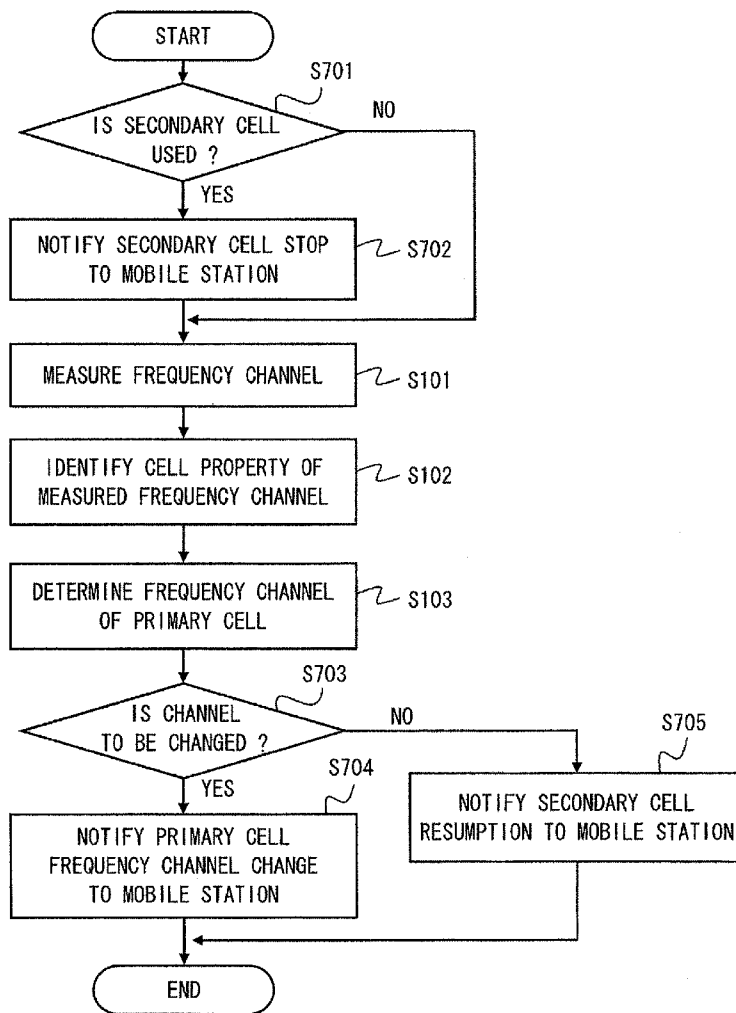 START
S701
IS SECONDARY CELL
USED ?
NO
YES
NOTIFY SECONDARY CELL STOP
TO MOBILE STATION
S702
MEASURE FREQUENCY CHANNEL
S101
IDENTIFY CELL PROPERTY OF
MEASURED FREQUENCY CHANNEL
S102
DETERMINE FREQUENCY CHANNEL
OF PRIMARY CELL
S103
S703
IS CHANNEL
TO BE CHANGED ?
NO
YES
S704
NOTIFY PRIMARY CELL
FREQUENCY CHANNEL CHANGE
TO MOBILE STATION
S705
NOTIFY SECONDARY CELL
RESUMPTION TO MOBILE STATION
END